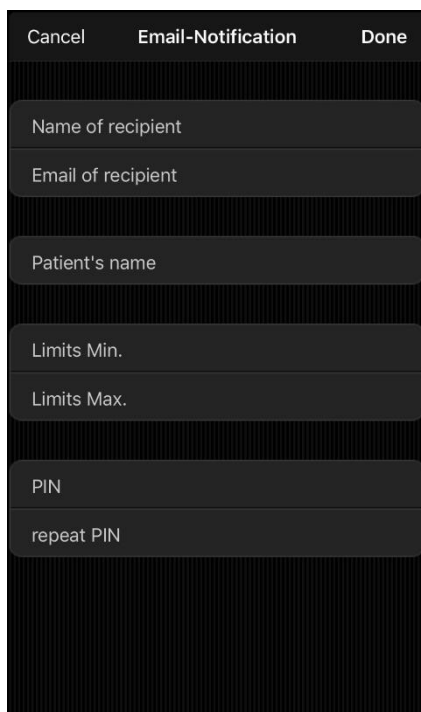 Cancel Email-Notification Done
Name of recipient
Email of recipient
Patient's name
Limits Min.
Limits Max.
PIN
repeat PIN